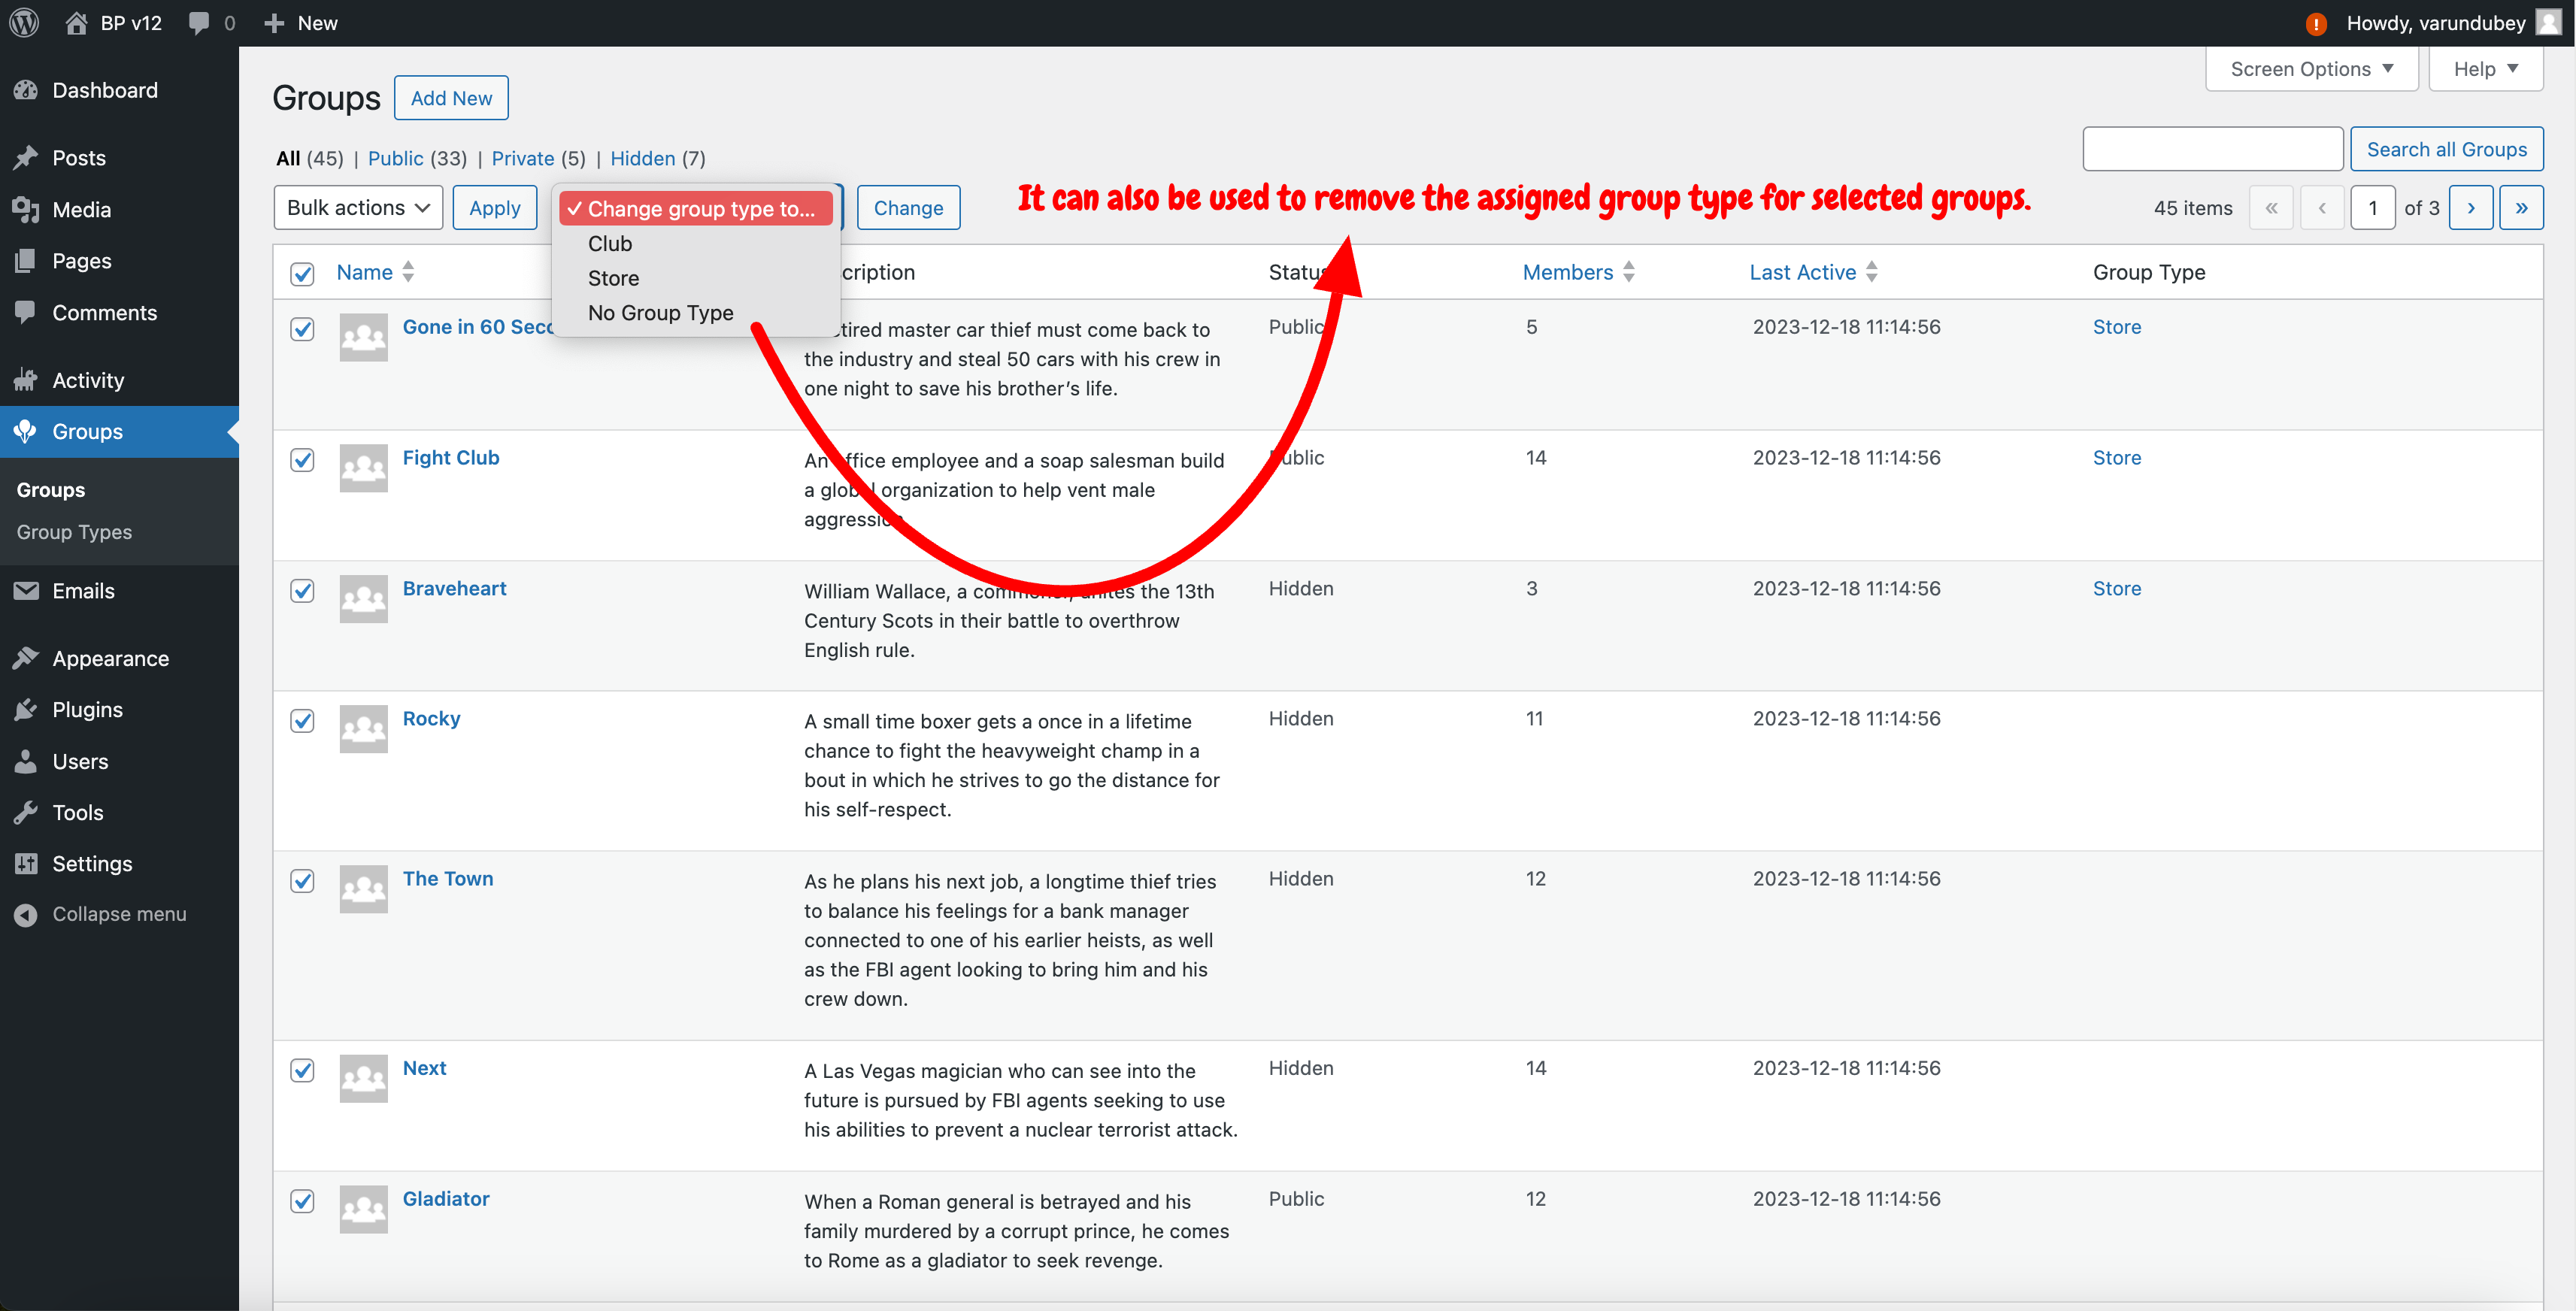 BP v12 0 New Howdy, varundubey
Screen Options Help
Dashboard
Posts
Media
Pages
Comments
Activity
Groups
Groups
Group Types
Emails
Appearance
Plugins
Users
Tools
Settings
Collapse menu
Groups Add New
All (45) | Public (33) | Private (5) | Hidden (7)
Search all Groups
Bulk actions Apply Change group type to... Change
Club
Store
No Group Type
It can also be used to remove the assigned group type for selected groups.
45 items « ‹ 1 of 3 › »
Name cription Status Members Last Active Group Type
Gone in 60 Seco
tired master car thief must come back to
the industry and steal 50 cars with his crew in
one night to save his brother’s life.
Public 5 2023-12-18 11:14:56 Store
Fight Club
An office employee and a soap salesman build
a global organization to help vent male
aggression
Public 14 2023-12-18 11:14:56 Store
Braveheart
William Wallace, a commoner, unites the 13th
Century Scots in their battle to overthrow
English rule.
Hidden 3 2023-12-18 11:14:56 Store
Rocky
A small time boxer gets a once in a lifetime
chance to fight the heavyweight champ in a
bout in which he strives to go the distance for
his self-respect.
Hidden 11 2023-12-18 11:14:56
The Town
As he plans his next job, a longtime thief tries
to balance his feelings for a bank manager
connected to one of his earlier heists, as well
as the FBI agent looking to bring him and his
crew down.
Hidden 12 2023-12-18 11:14:56
Next
A Las Vegas magician who can see into the
future is pursued by FBI agents seeking to use
his abilities to prevent a nuclear terrorist attack.
Hidden 14 2023-12-18 11:14:56
Gladiator
When a Roman general is betrayed and his
family murdered by a corrupt prince, he comes
to Rome as a gladiator to seek revenge.
Public 12 2023-12-18 11:14:56